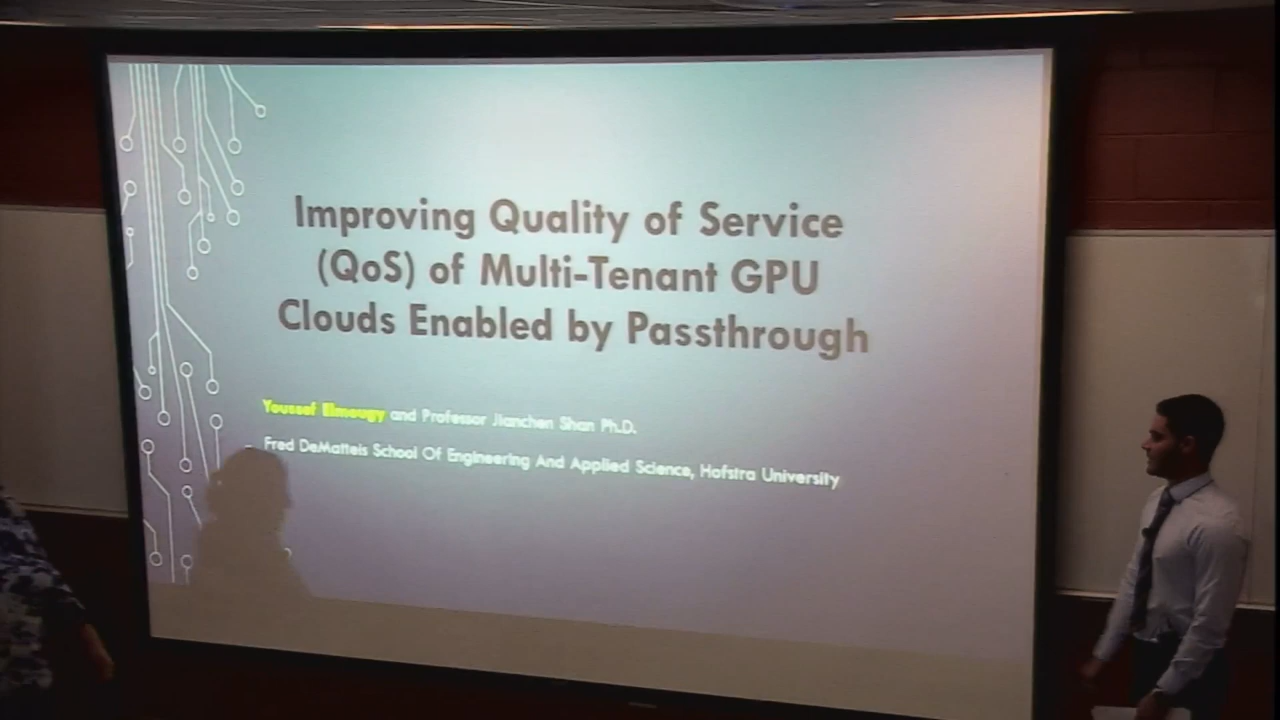 Improving Quality of Service
(QoS) of Multi-Tenant GPU
Clouds Enabled by Passthrough
Youssef Elmougy and Professor Jianchen Shan Ph.D.
Fred DeMatteis School Of Engineering And Applied Science, Hofstra University